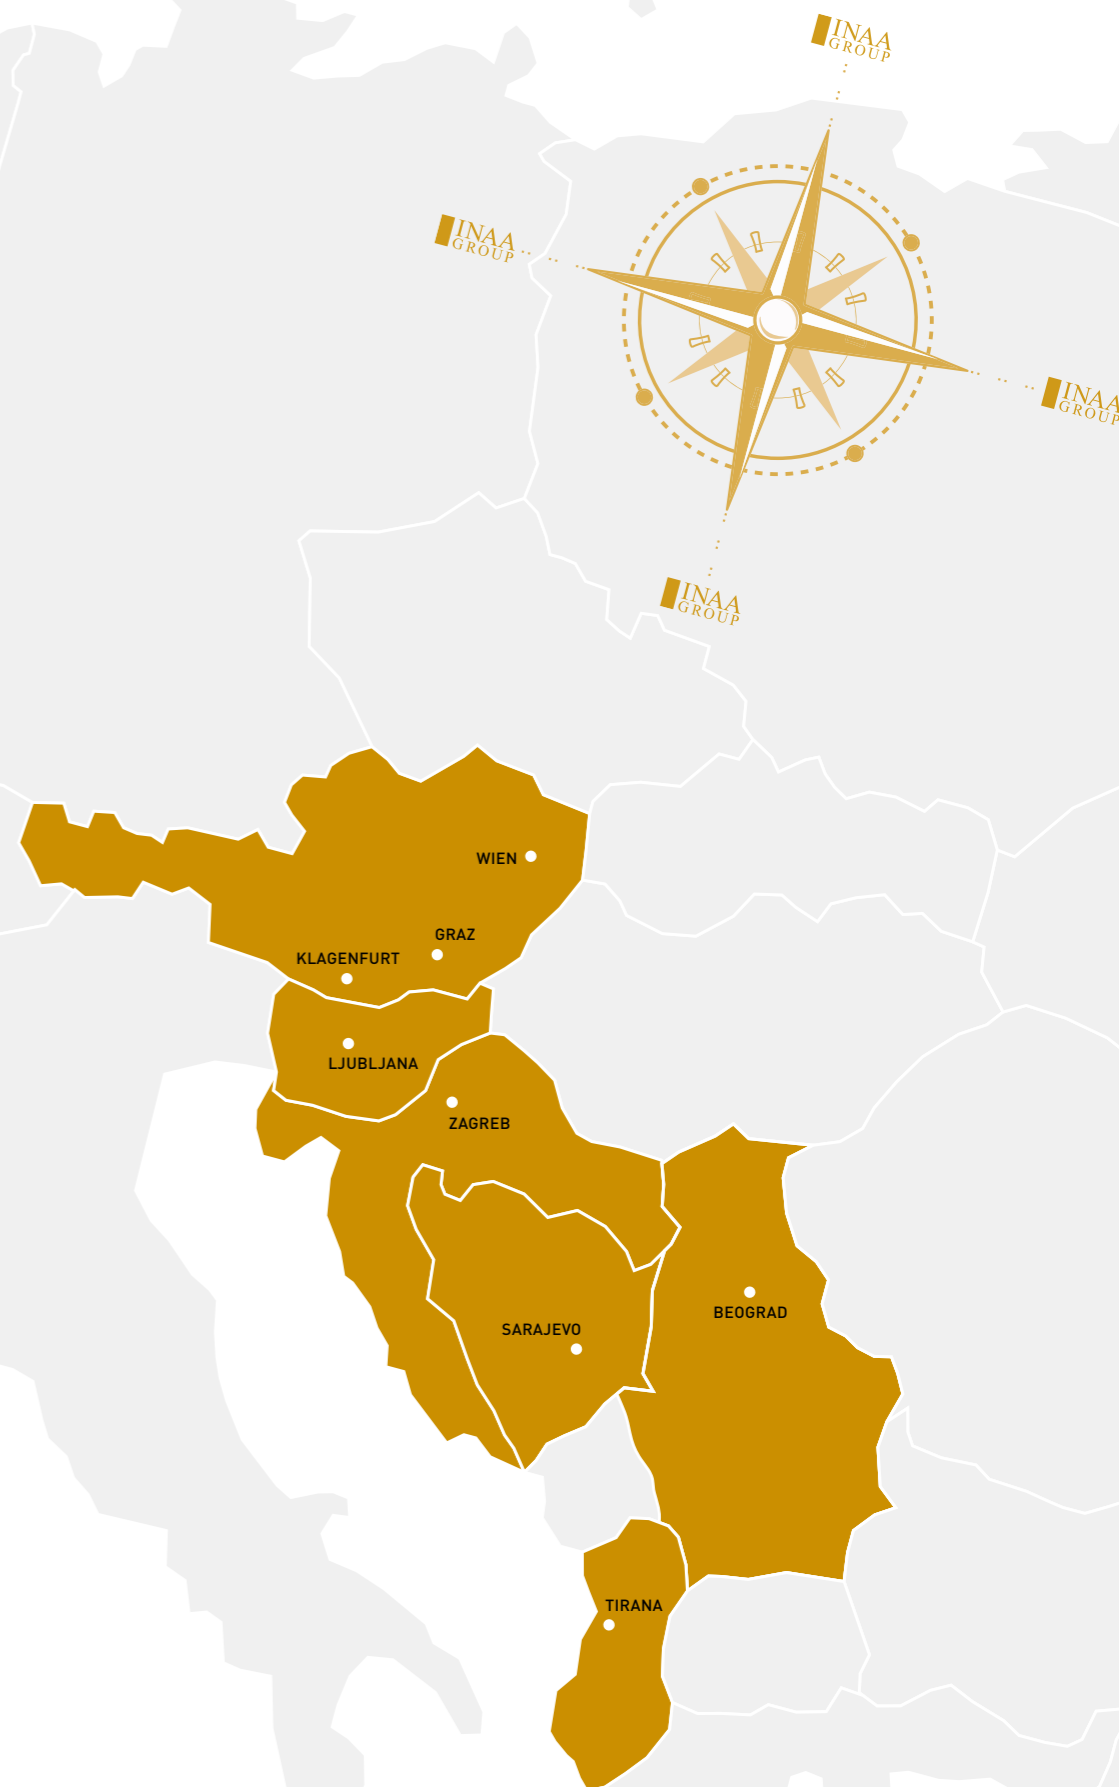 INAA
GROUP
INAA
GROUP
INAA
GROUP
INAA
GROUP
WIEN
GRAZ
KLAGENFURT
LJUBLJANA
ZAGREB
SARAJEVO
BEOGRAD
TIRANA